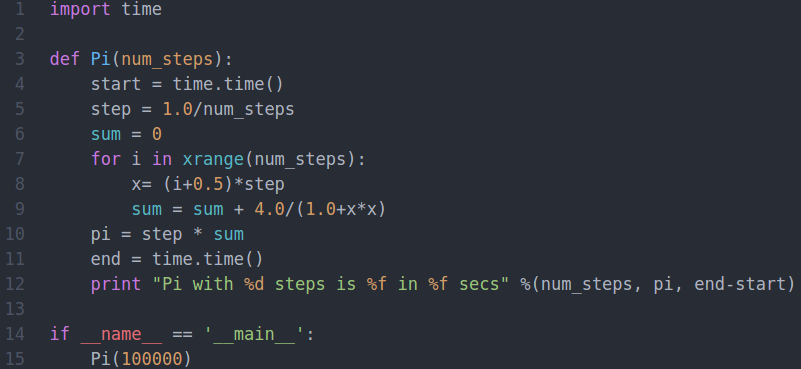 1 import time
2
3 def Pi(num_steps):
4     start = time.time()
5     step = 1.0/num_steps
6     sum = 0
7     for i in xrange(num_steps):
8         x= (i+0.5)*step
9         sum = sum + 4.0/(1.0+x*x)
10     pi = step * sum
11     end = time.time()
12     print "Pi with %d steps is %f in %f secs" %(num_steps, pi, end-start)
13
14 if __name__ == '__main__':
15     Pi(100000)